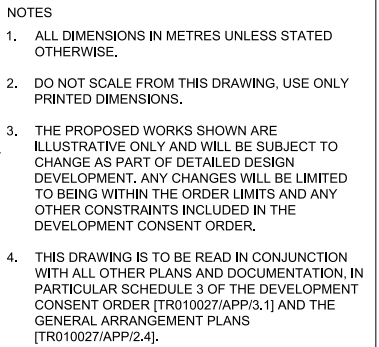 NOTES
1. ALL DIMENSIONS IN METRES UNLESS STATED
OTHERWISE.
2. DO NOT SCALE FROM THIS DRAWING, USE ONLY
PRINTED DIMENSIONS.
3. THE PROPOSED WORKS SHOWN ARE
ILLUSTRATIVE ONLY AND WILL BE SUBJECT TO
CHANGE AS PART OF DETAILED DESIGN
DEVELOPMENT. ANY CHANGES WILL BE LIMITED
TO BEING WITHIN THE ORDER LIMITS AND ANY
OTHER CONSTRAINTS INCLUDED IN THE
DEVELOPMENT CONSENT ORDER.
4. THIS DRAWING IS TO BE READ IN CONJUNCTION
WITH ALL OTHER PLANS AND DOCUMENTATION, IN
PARTICULAR SCHEDULE 3 OF THE DEVELOPMENT
CONSENT ORDER [TR010027/APP/3.1] AND THE
GENERAL ARRANGEMENT PLANS
[TR010027/APP/2.4].